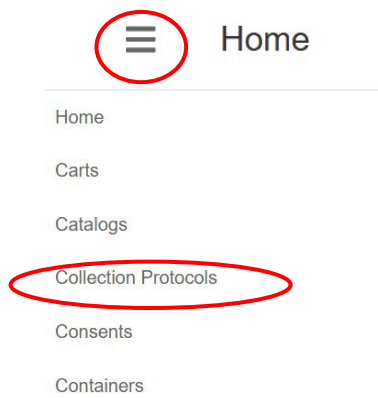 Home
Home
Carts
Catalogs
Collection Protocols
Consents
Containers